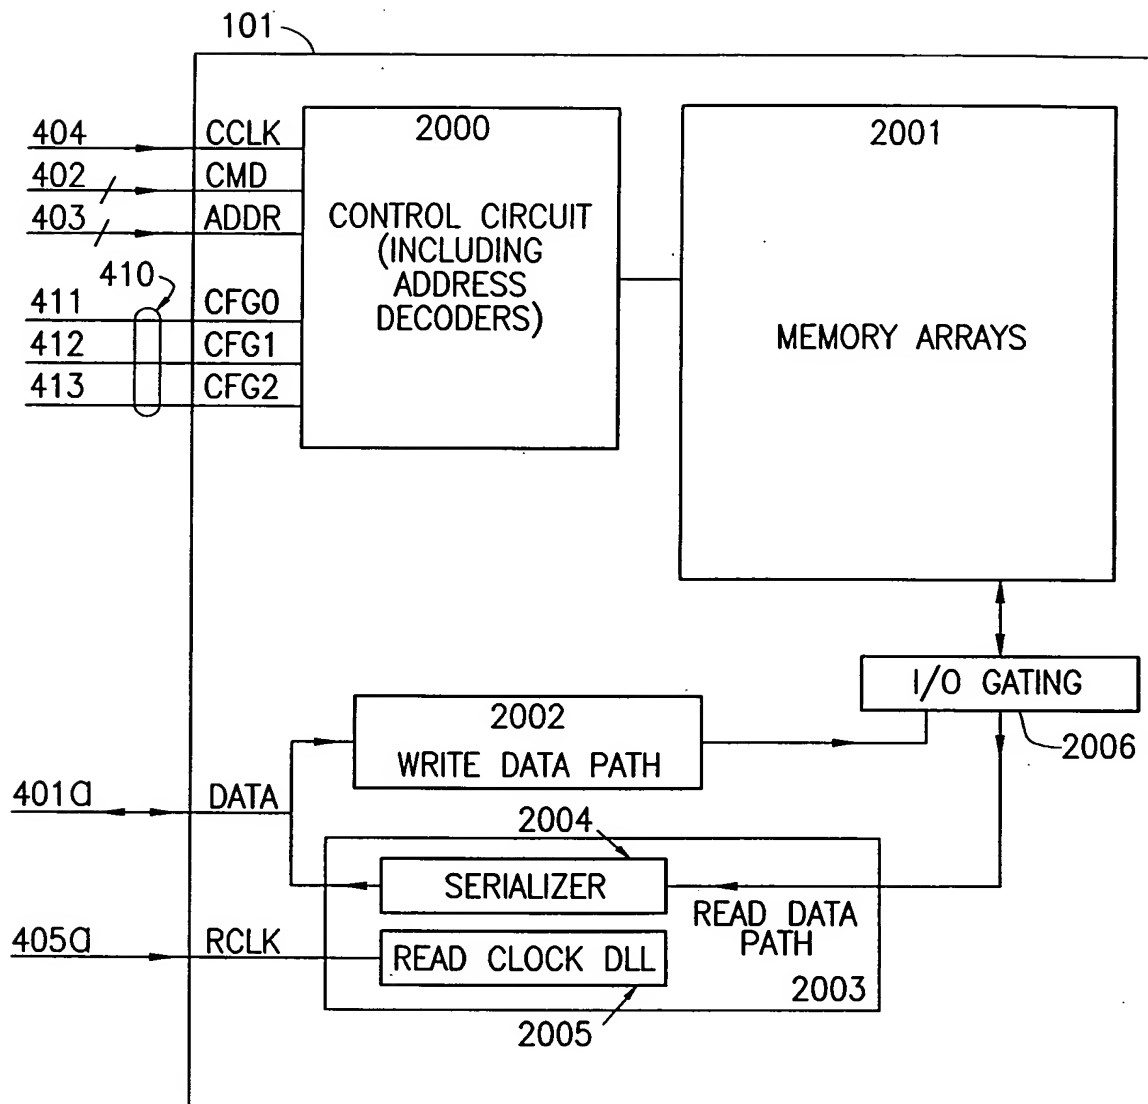 101
404 CCLK
402 CMD
403 ADDR
410
411 CFG0
412 CFG1
413 CFG2
2000
CONTROL CIRCUIT
(INCLUDING
ADDRESS
DECODERS)
2001
MEMORY ARRAYS
I/O GATING
2006
2002
WRITE DATA PATH
401a DATA
2004
SERIALIZER
READ DATA
PATH
2003
405a RCLK
READ CLOCK DLL
2005